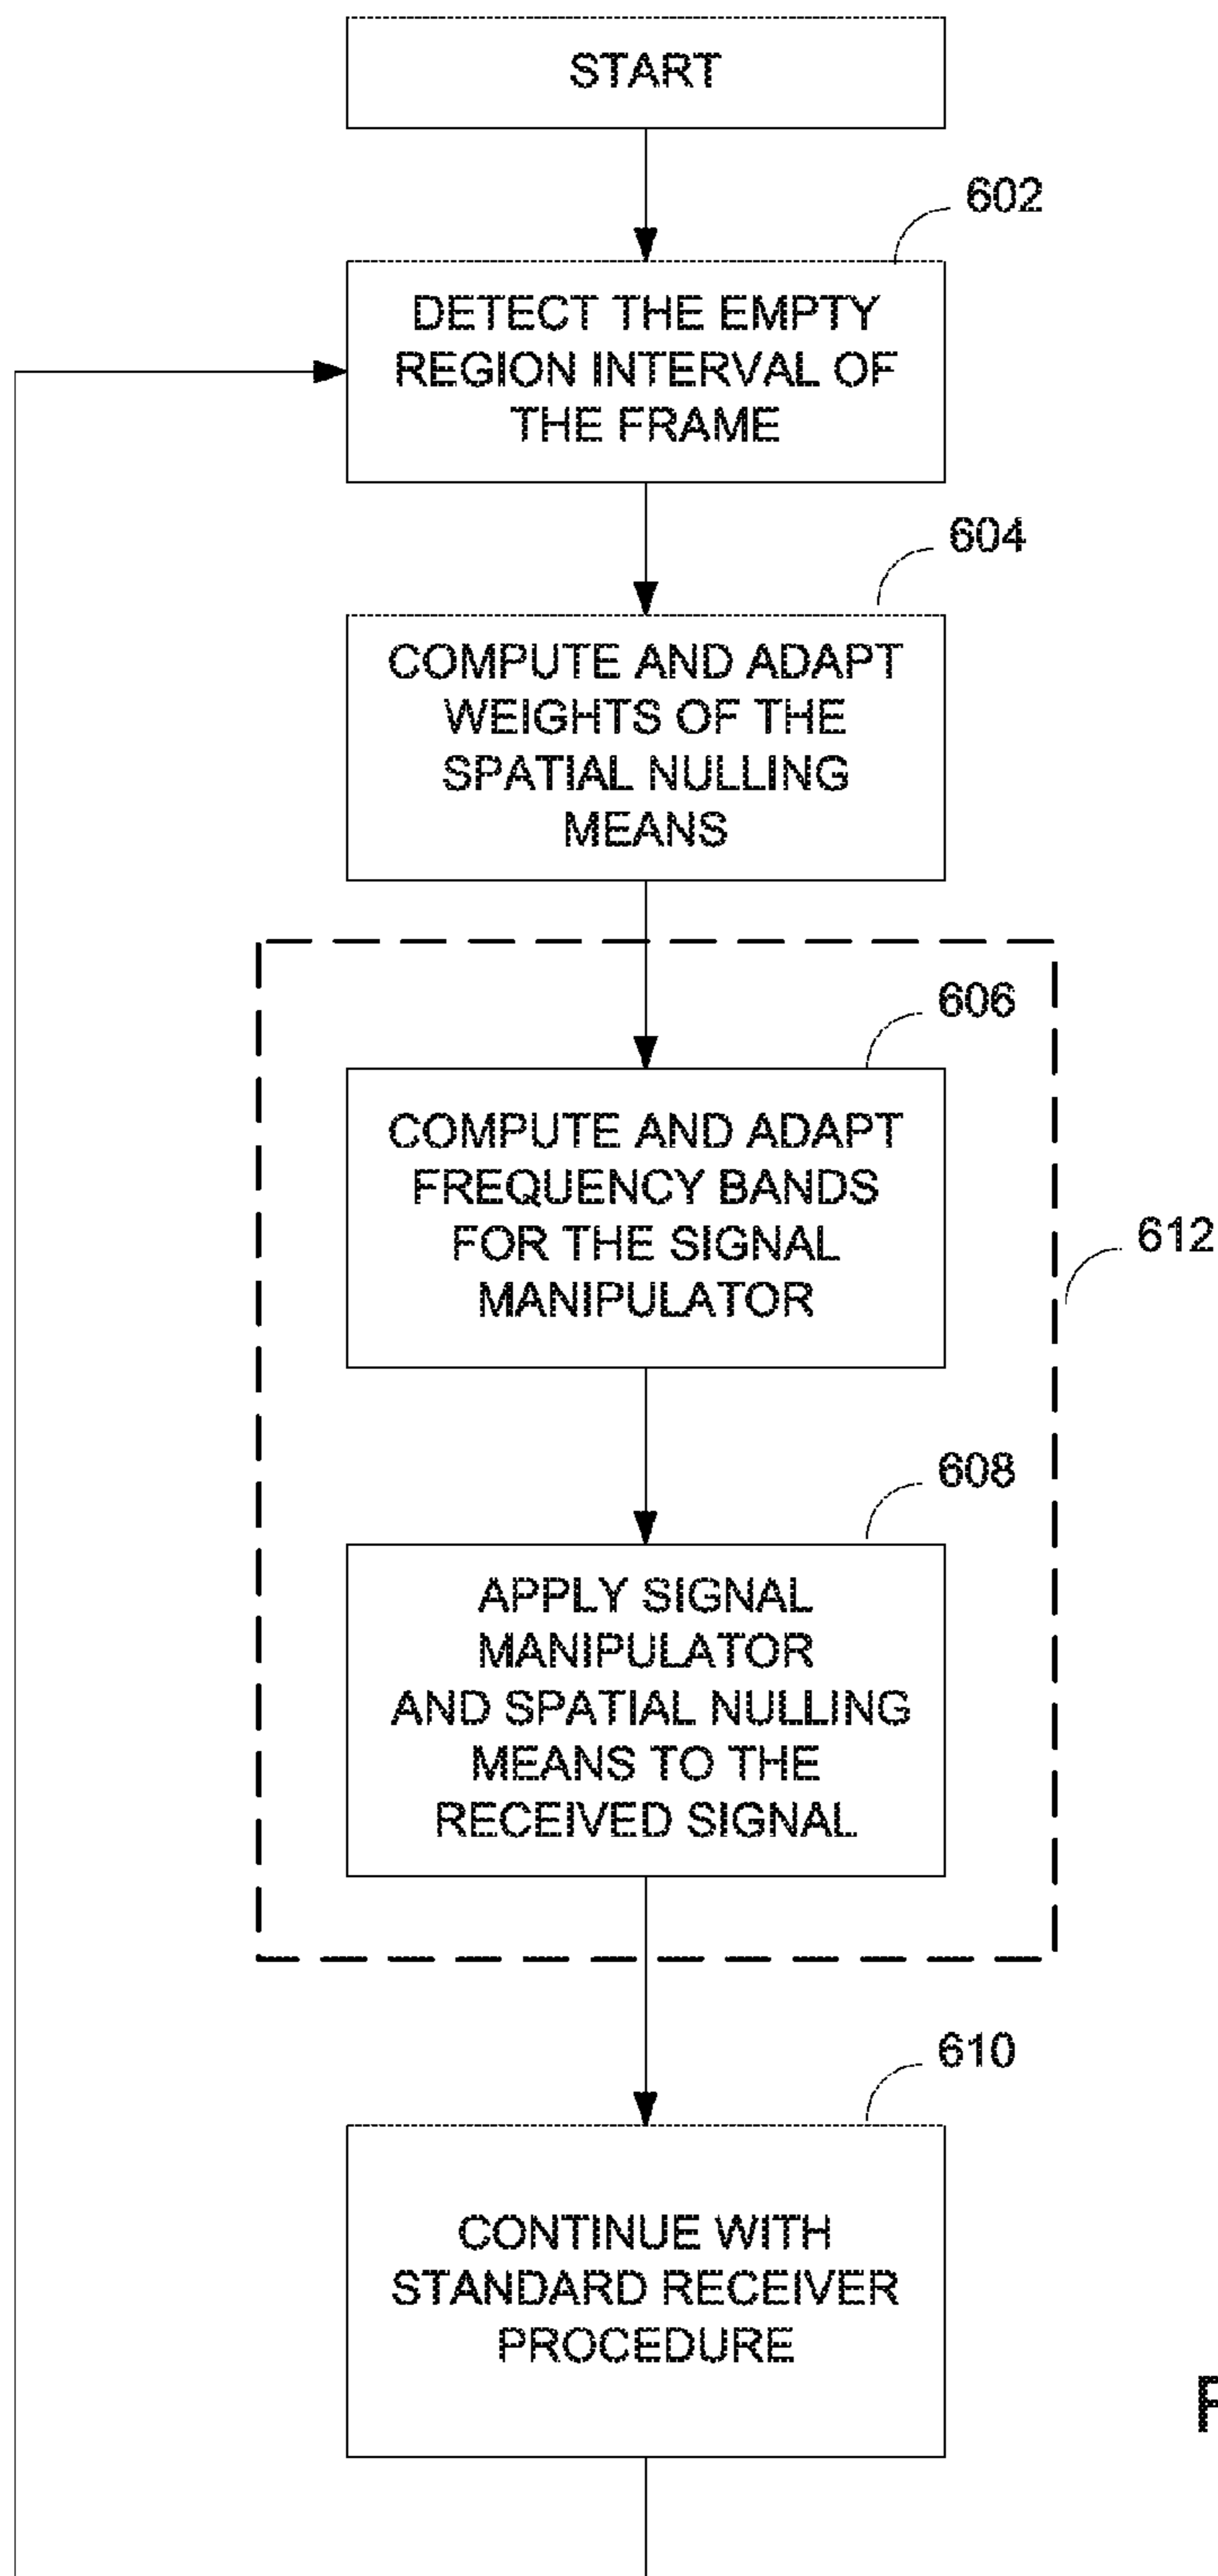 START
602
DETECT THE EMPTY
REGION INTERVAL OF
THE FRAME
604
COMPUTE AND ADAPT
WEIGHTS OF THE
SPATIAL NULLING
MEANS
606
COMPUTE AND ADAPT
FREQUENCY BANDS
FOR THE SIGNAL
MANIPULATOR
612
608
APPLY SIGNAL
MANIPULATOR
AND SPATIAL NULLING
MEANS TO THE
RECEIVED SIGNAL
610
CONTINUE WITH
STANDARD RECEIVER
PROCEDURE